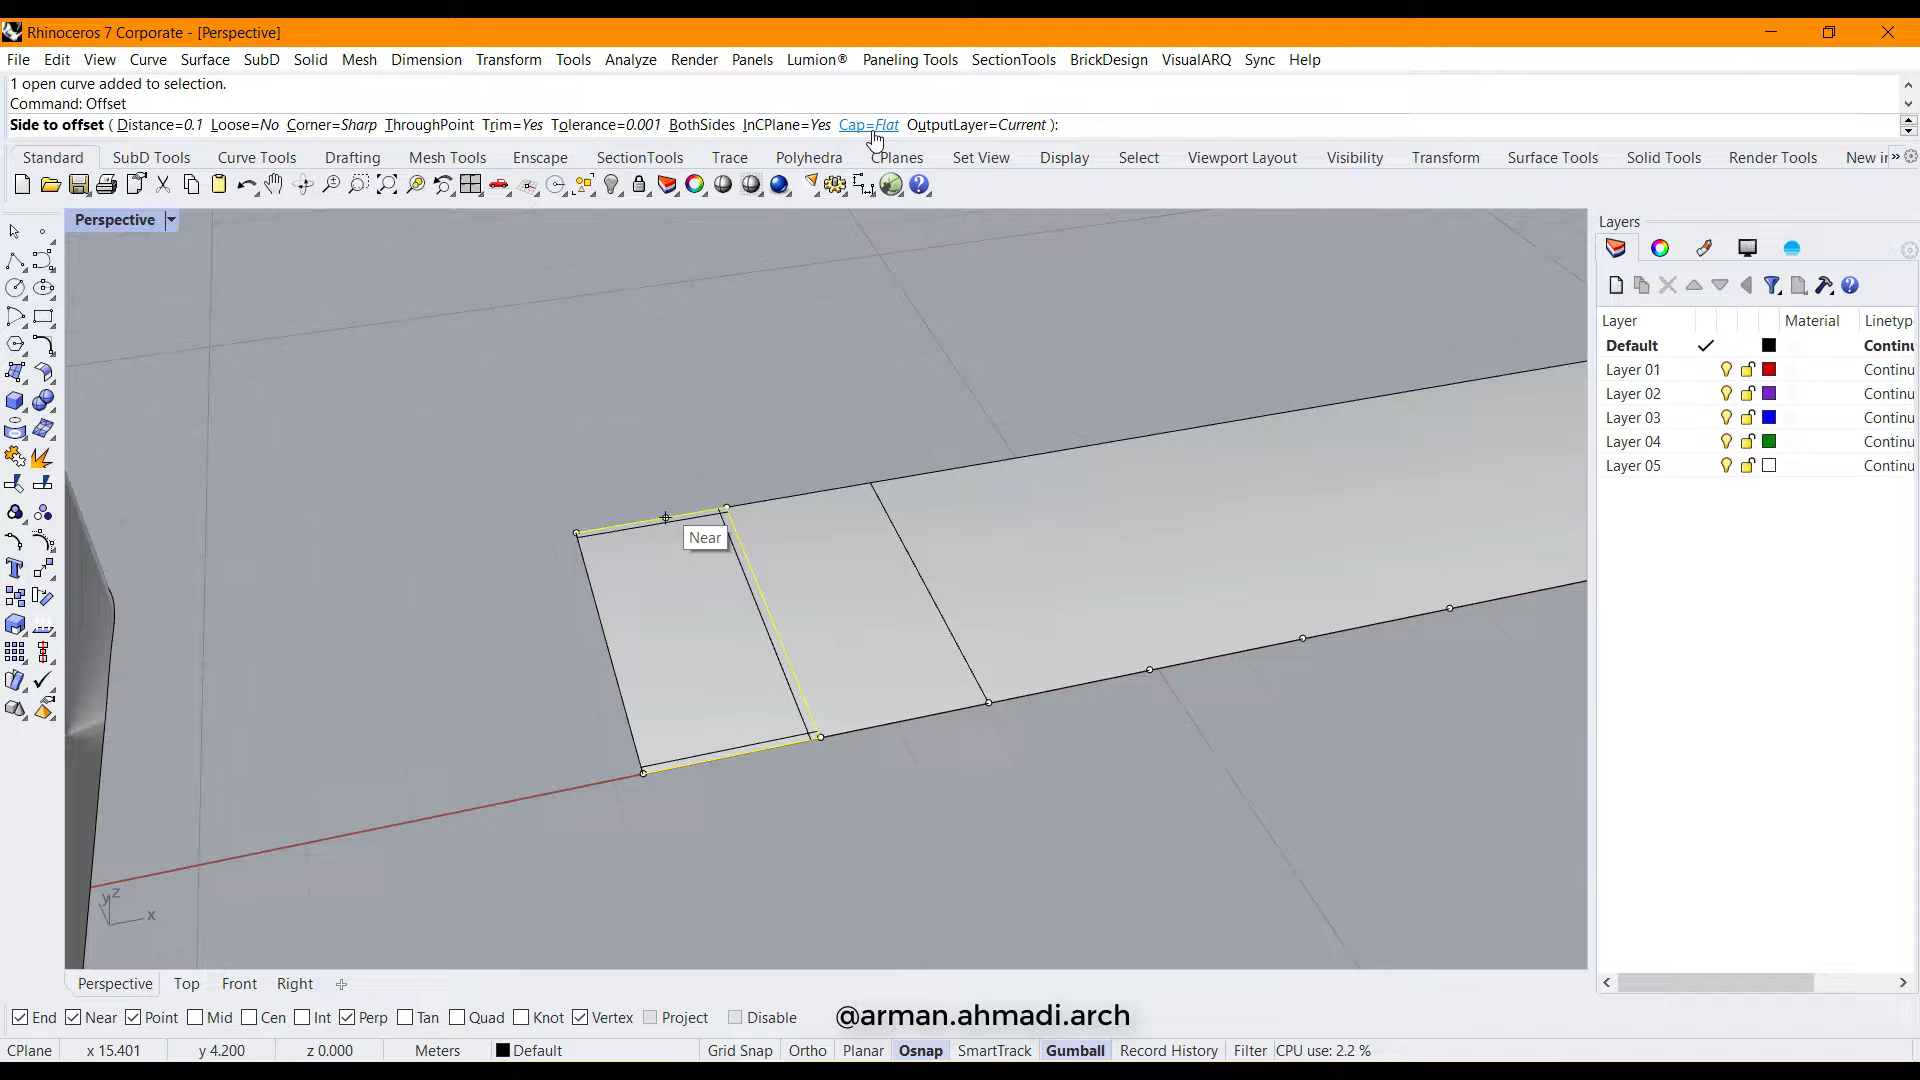 Rhinoceros 7 Corporate - [Perspective]
File Edit View Curve Surface SubD Solid Mesh Dimension Transform Tools Analyze Render Panels Lumion® Paneling Tools SectionTools BrickDesign VisualARQ Sync Help
1 open curve added to selection.
Command: Offset
Side to offset ( Distance=0.1 Loose=No Corner=Sharp ThroughPoint Trim=Yes Tolerance=0.001 BothSides InCPlane=Yes Cap=Flat OutputLayer=Current ):
Standard SubD Tools Curve Tools Drafting Mesh Tools Enscape SectionTools Trace Polyhedra CPlanes Set View Display Select Viewport Layout Visibility Transform Surface Tools Solid Tools Render Tools New in
Perspective
Layers
Layer Material Linetyp
Default Continu
Layer 01 Continu
Layer 02 Continu
Layer 03 Continu
Layer 04 Continu
Layer 05 Continu
Near
z
y
x
Perspective Top Front Right
End Near Point Mid Cen Int Perp Tan Quad Knot Vertex Project Disable
@arman.ahmadi.arch
CPlane x 15.401 y 4.200 z 0.000 Meters Default Grid Snap Ortho Planar Osnap SmartTrack Gumball Record History Filter CPU use: 2.2 %